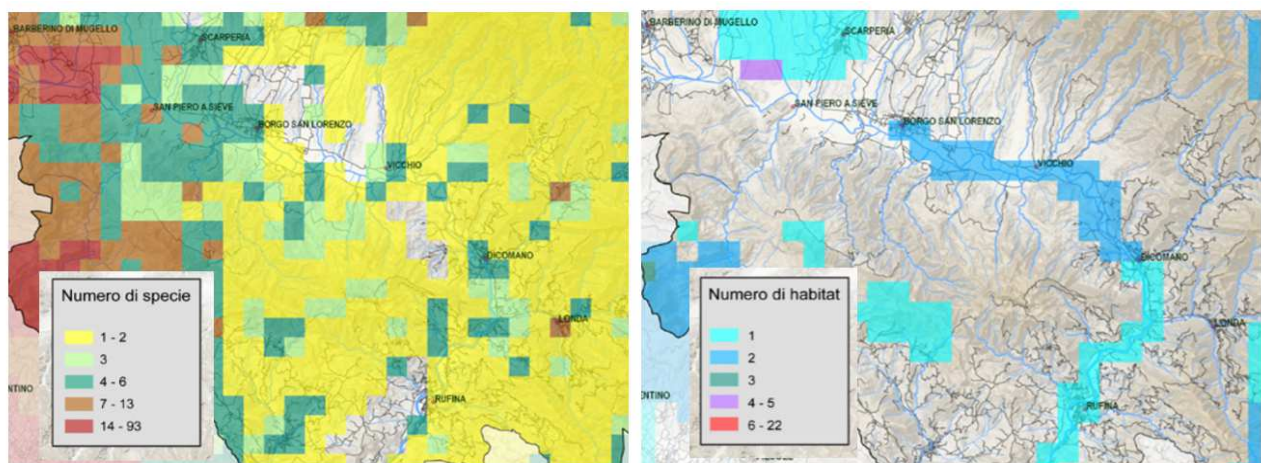 BARBERINO DI MUGELLO
SCARPERIA
SAN PIERO A SIEVE
BORGO SAN LORENZO
VICCHIO
DICOMANO
LONDA
RUFINA
NTINO
Numero di specie
1 - 2
3
4 - 6
7 - 13
14 - 93
BARBERINO DI MUGELLO
SCARPERIA
SAN PIERO A SIEVE
BORGO SAN LORENZO
VICCHIO
DICOMANO
LONDA
RUFINA
ENTINO
Numero di habitat
1
2
3
4 - 5
6 - 22